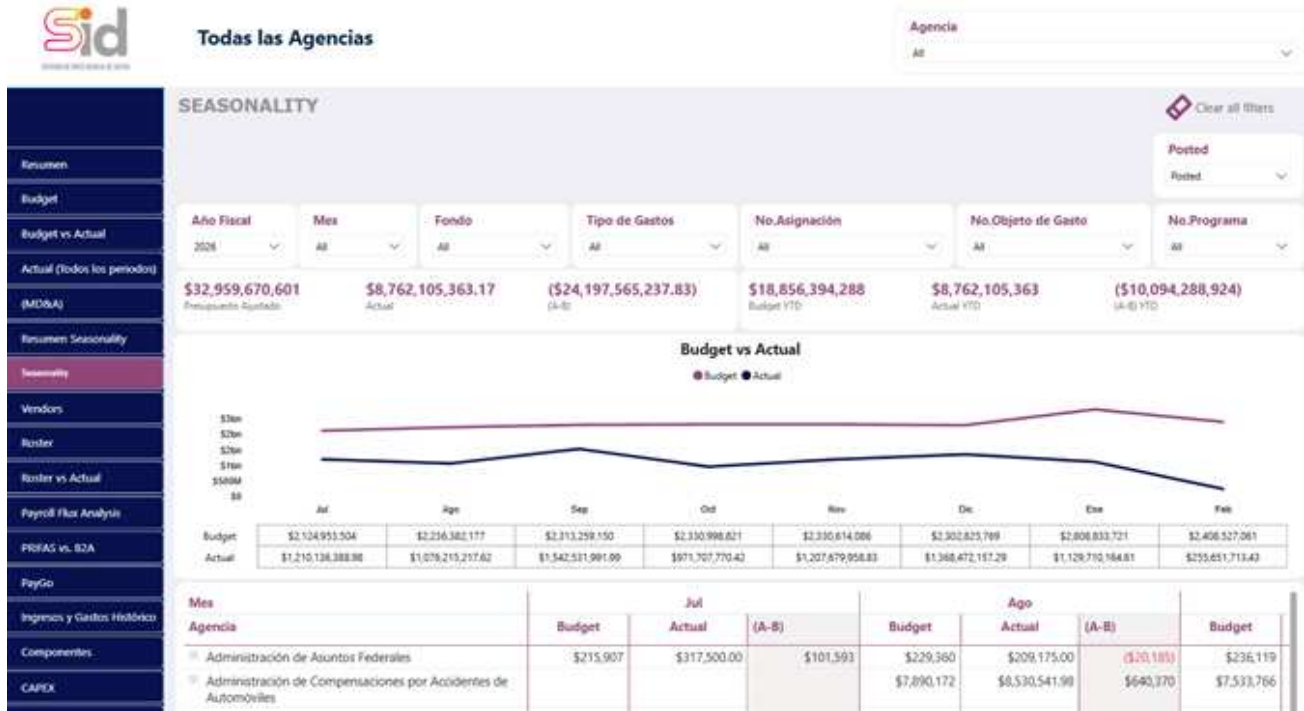 Sid
Todas las Agencias
Agencia
All
SEASONALITY
Clear all filters
Posted
Posted
Resumen
Budget
Budget vs Actual
Actual (Todos los periodos)
(MD&A)
Resumen Seasonality
Seasonality
Vendors
Roster
Roster vs Actual
Payroll Flux Analysis
PRIFAS vs. B2A
PayGo
Ingresos y Gastos Histórico
Componentes
CAPEX
Año Fiscal Mes Fondo Tipo de Gastos No.Asignación No.Objeto de Gasto No.Programa
2026 All All All All All All
$32,959,670,601 $8,762,105,363.17 ($24,197,565,237.83) $18,856,394,288 $8,762,105,363 ($10,094,288,924)
Presupuesto Ajustado Actual (A-B) Budget YTD Actual YTD (A-B) YTD
Budget vs Actual
Budget Actual
$3bn
$2bn
$2bn
$1bn
$500M
$0
Jul Ago Sep Oct Nov Dic Ene Feb
Budget $2,124,953,504 $2,236,382,177 $2,313,259,150 $2,330,998,821 $2,330,614,086 $2,302,825,769 $2,808,833,721 $2,408,527,061
Actual $1,210,136,388.98 $1,076,215,217.62 $1,542,531,991.99 $971,707,770.42 $1,207,679,958.83 $1,368,472,157.29 $1,129,710,164.61 $255,651,713.43
Mes Jul Ago
Agencia Budget Actual (A-B) Budget Actual (A-B) Budget
Administración de Asuntos Federales $215,907 $317,500.00 $101,593 $229,360 $209,175.00 ($20,185) $236,119
Administración de Compensaciones por Accidentes de $7,890,172 $8,530,541.98 $640,370 $7,533,766
Automóviles